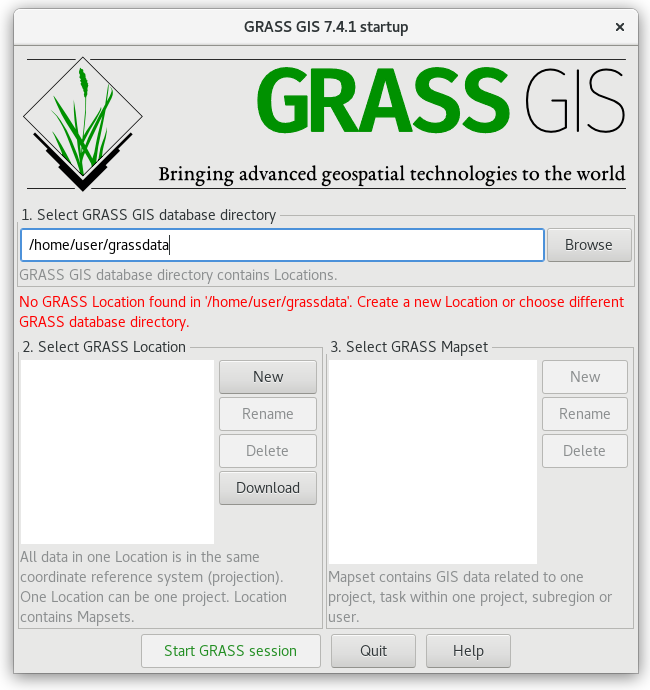 GRASS GIS 7.4.1 startup
GRASS GIS
Bringing advanced geospatial technologies to the world
1. Select GRASS GIS database directory
/home/user/grassdata
Browse
GRASS GIS database directory contains Locations.
No GRASS Location found in '/home/user/grassdata'. Create a new Location or choose different
GRASS database directory.
2. Select GRASS Location
New
Rename
Delete
Download
All data in one Location is in the same
coordinate reference system (projection).
One Location can be one project. Location
contains Mapsets.
3. Select GRASS Mapset
New
Rename
Delete
Mapset contains GIS data related to one
project, task within one project, subregion or
user.
Start GRASS session
Quit
Help